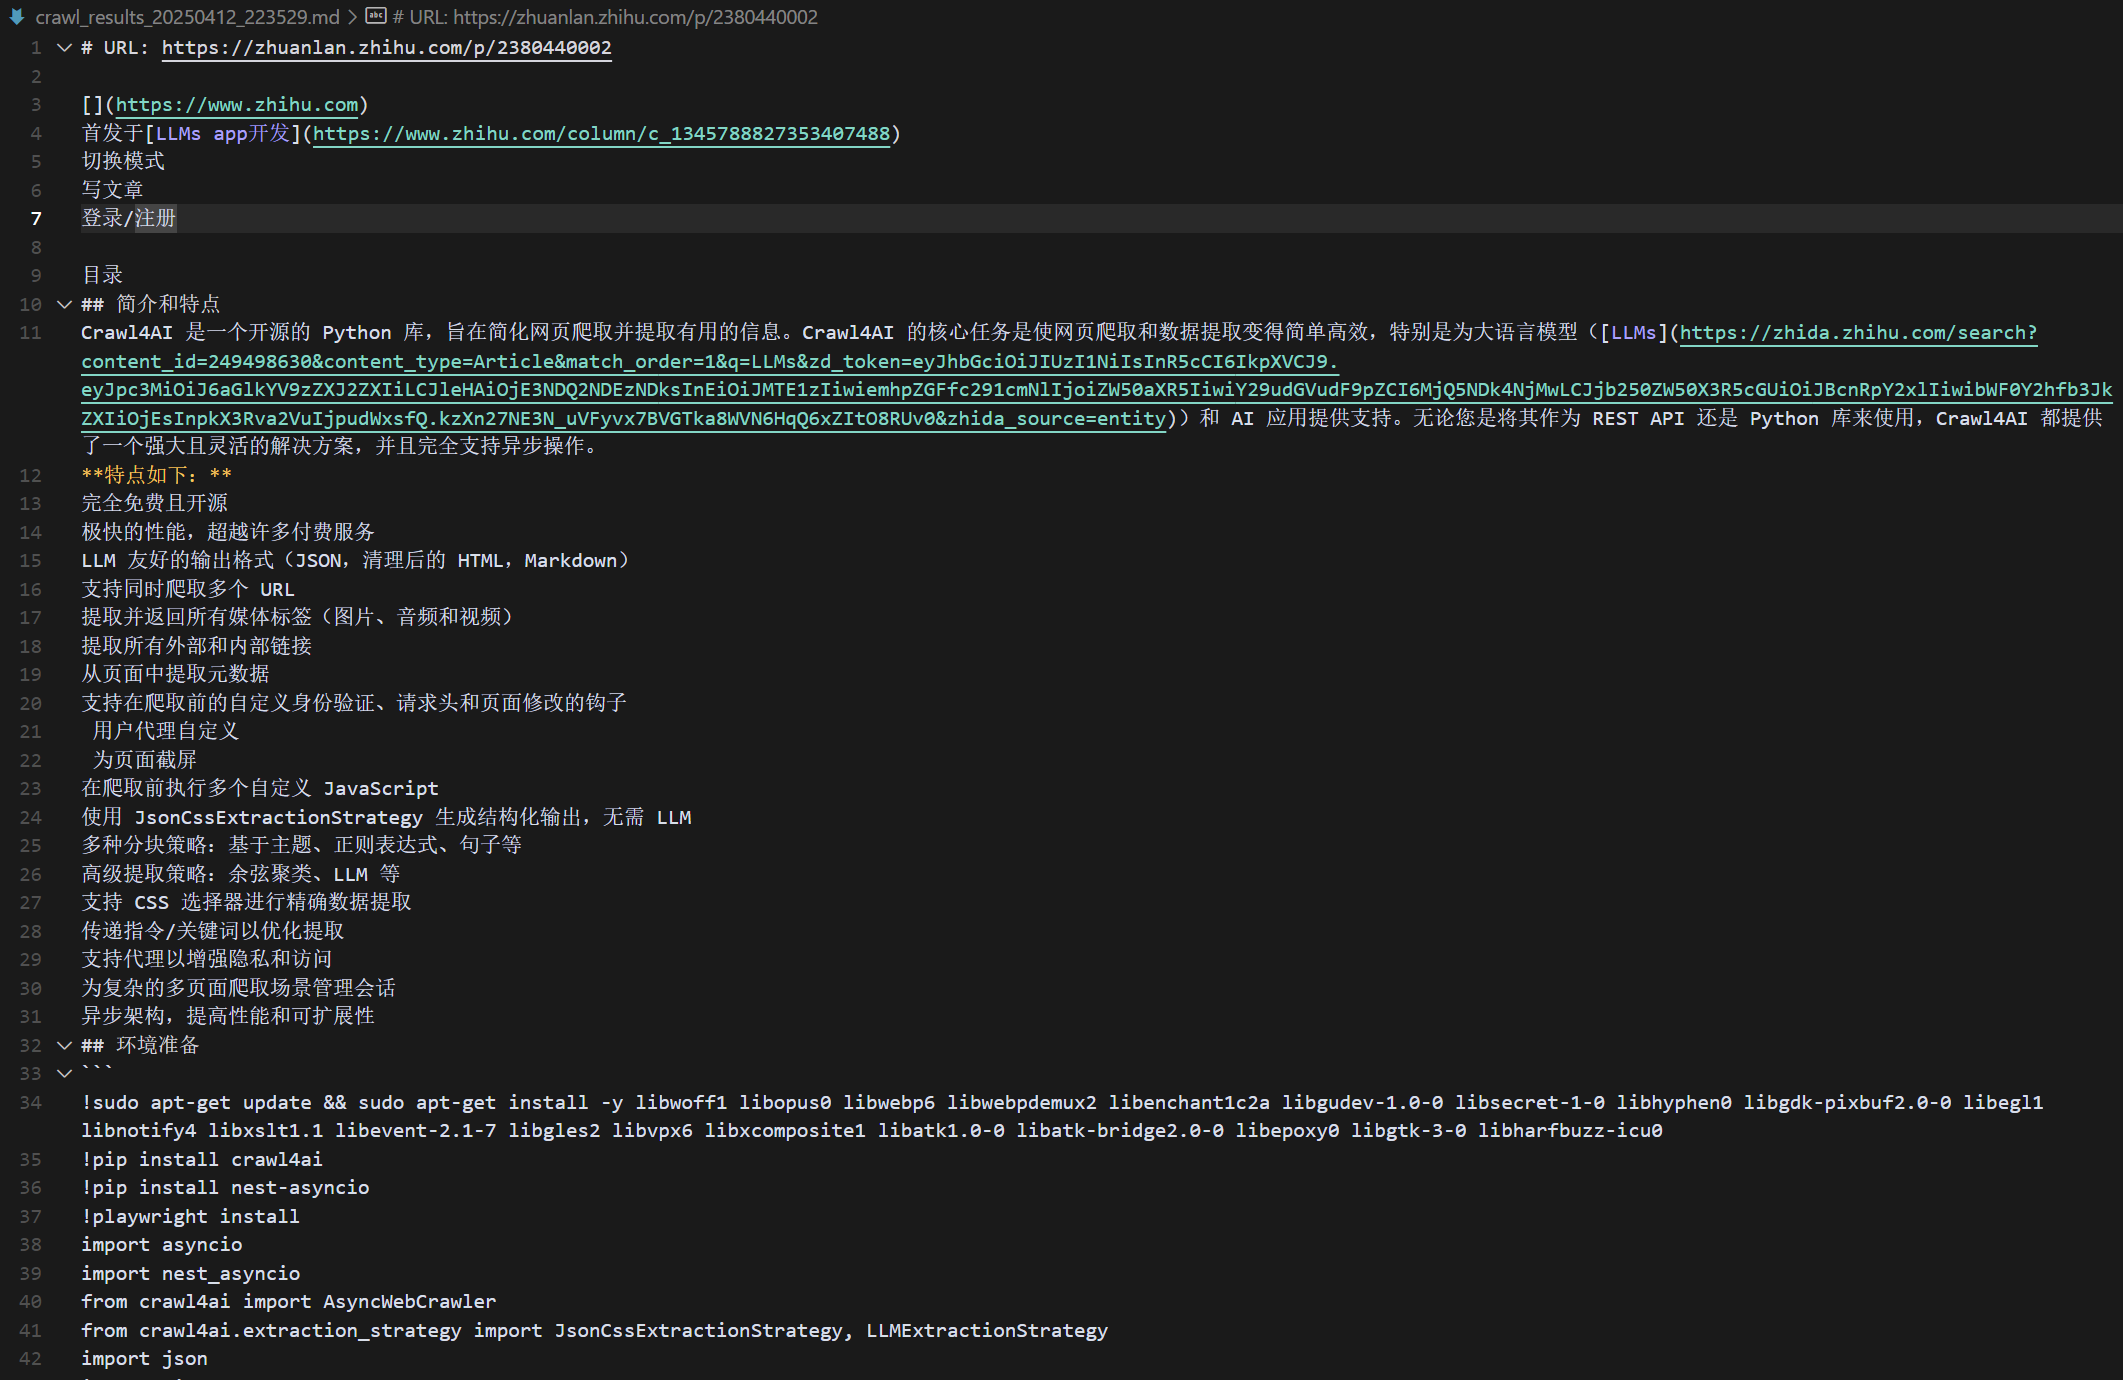 crawl_results_20250412_223529.md > # URL: https://zhuanlan.zhihu.com/p/2380440002
1 # URL: https://zhuanlan.zhihu.com/p/2380440002
2
3 [](https://www.zhihu.com)
4 首发于[LLMs app开发](https://www.zhihu.com/column/c_1345788827353407488)
5 切换模式
6 写文章
7 登录/注册
8
9 目录
10 ## 简介和特点
11 Crawl4AI 是一个开源的 Python 库，旨在简化网页爬取并提取有用的信息。Crawl4AI 的核心任务是使网页爬取和数据提取变得简单高效，特别是为大语言模型（[LLMs](https://zhida.zhihu.com/search?
content_id=249498630&content_type=Article&match_order=1&q=LLMs&zd_token=eyJhbGciOiJIUzI1NiIsInR5cCI6IkpXVCJ9.
eyJpc3MiOiJ6aGlkYV9zZXJ2ZXIiLCJleHAiOjE3NDQ2NDEzNDksInEiOiJMTE1zIiwiemhpZGFfc291cmNlIjoiZW50aXR5IiwiY29udGVudF9pZCI6MjQ5NDk4NjMwLCJjb250ZW50X3R5cGUiOiJBcnRpY2xlIiwibWF0Y2hfb3Jk
ZXIiOjEsInpkX3Rva2VuIjpudWxsfQ.kzXn27NE3N_uVFyvx7BVGTka8WVN6HqQ6xZItO8RUv0&zhida_source=entity)）和 AI 应用提供支持。无论您是将其作为 REST API 还是 Python 库来使用，Crawl4AI 都提供
了一个强大且灵活的解决方案，并且完全支持异步操作。
12 **特点如下：**
13 完全免费且开源
14 极快的性能，超越许多付费服务
15 LLM 友好的输出格式（JSON，清理后的 HTML，Markdown）
16 支持同时爬取多个 URL
17 提取并返回所有媒体标签（图片、音频和视频）
18 提取所有外部和内部链接
19 从页面中提取元数据
20 支持在爬取前的自定义身份验证、请求头和页面修改的钩子
21 用户代理自定义
22 为页面截屏
23 在爬取前执行多个自定义 JavaScript
24 使用 JsonCssExtractionStrategy 生成结构化输出，无需 LLM
25 多种分块策略：基于主题、正则表达式、句子等
26 高级提取策略：余弦聚类、LLM 等
27 支持 CSS 选择器进行精确数据提取
28 传递指令/关键词以优化提取
29 支持代理以增强隐私和访问
30 为复杂的多页面爬取场景管理会话
31 异步架构，提高性能和可扩展性
32 ## 环境准备
33 ```
34 !sudo apt-get update && sudo apt-get install -y libwoff1 libopus0 libwebp6 libwebpdemux2 libenchant1c2a libgudev-1.0-0 libsecret-1-0 libhyphen0 libgdk-pixbuf2.0-0 libegl1
libnotify4 libxslt1.1 libevent-2.1-7 libgles2 libvpx6 libxcomposite1 libatk1.0-0 libatk-bridge2.0-0 libepoxy0 libgtk-3-0 libharfbuzz-icu0
35 !pip install crawl4ai
36 !pip install nest-asyncio
37 !playwright install
38 import asyncio
39 import nest_asyncio
40 from crawl4ai import AsyncWebCrawler
41 from crawl4ai.extraction_strategy import JsonCssExtractionStrategy, LLMExtractionStrategy
42 import json